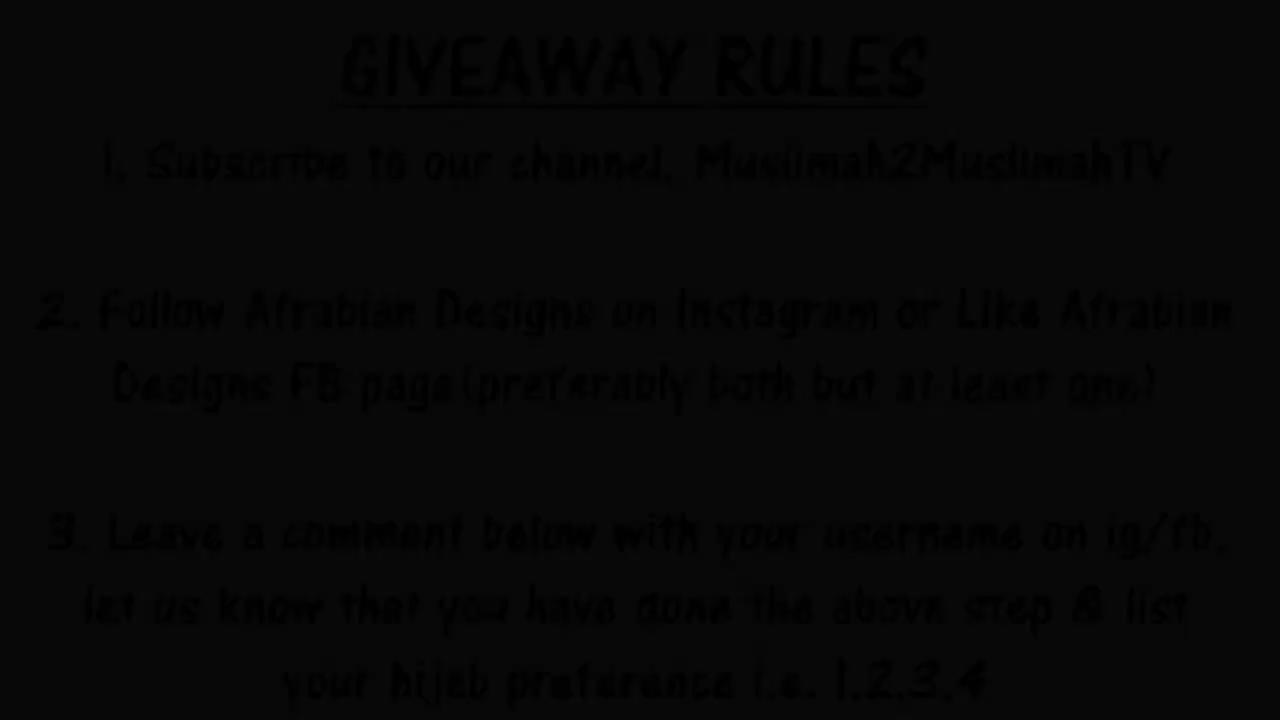 GIVEAWAY RULES
1. Subscribe to our channel, Muslimah2MuslimahTV
2. Follow Afrabian Designs on Instagram or Like Afrabian
Designs FB page(preferably both but at least one)
3. Leave a comment below with your username on ig/fb,
let us know that you have done the above step & list
your hijab preference i.e. 1,2,3,4